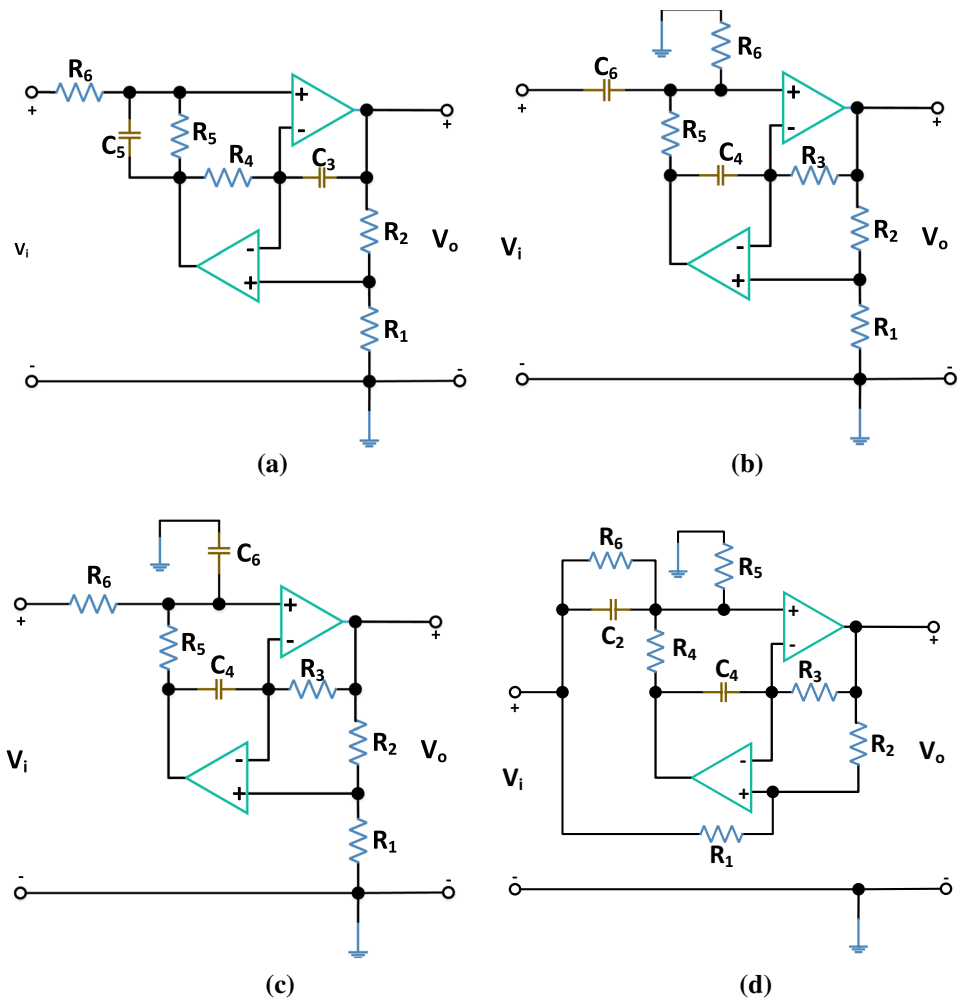 R6
+
C5
R5
R4
C3
+
-
+
R2
Vi
Vo
-
+
R1
-
-
(a)
R6
C6
+
R5
C4
R3
+
-
+
R2
Vi
Vo
-
+
R1
-
-
(b)
C6
R6
+
R5
C4
R3
+
-
+
R2
Vi
Vo
-
+
R1
-
-
(c)
R6
R5
C2
R4
C4
R3
+
-
+
+
R2
Vi
Vo
-
+
R1
-
-
(d)